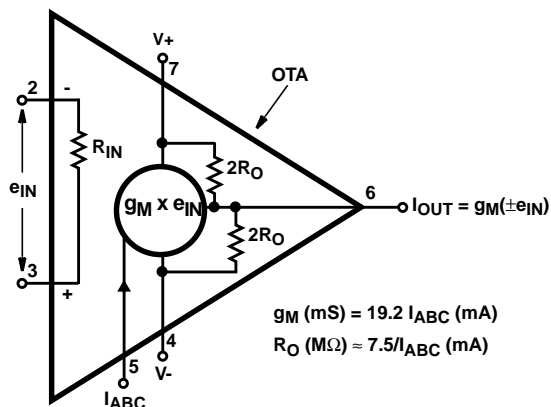 V+
7
OTA
2
-
R_IN
2R_O
e_IN
g_M x e_IN
6
I_OUT = g_M(±e_IN)
2R_O
3
+
g_M (mS) = 19.2 I_ABC (mA)
R_O (MΩ) ≈ 7.5/I_ABC (mA)
4
5
V-
I_ABC